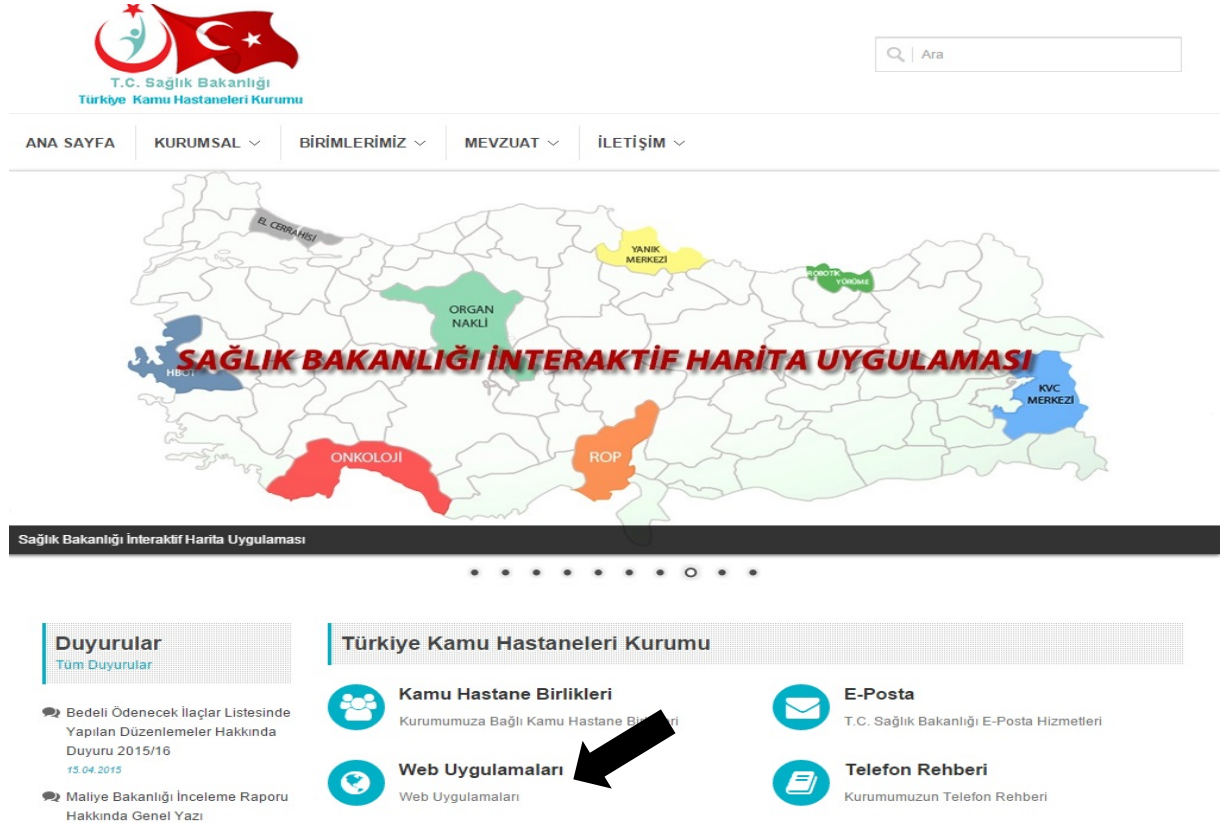 T.C. Sağlık Bakanlığı
Türkiye Kamu Hastaneleri Kurumu
Ara
ANA SAYFA
KURUMSAL
BİRİMLERİMİZ
MEVZUAT
İLETİŞİM
EL CERRAHİSİ
YANIK
MERKEZİ
ROBOTİK
YÜRÜME
ORGAN
NAKLİ
SAĞLIK BAKANLIĞI İNTERAKTİF HARİTA UYGULAMASI
HBOT
KVC
MERKEZİ
ONKOLOJİ
ROP
Sağlık Bakanlığı İnteraktif Harita Uygulaması
Duyurular
Tüm Duyurular
Bedeli Ödenecek İlaçlar Listesinde
Yapılan Düzenlemeler Hakkında
Duyuru 2015/16
15.04.2015
Maliye Bakanlığı İnceleme Raporu
Hakkında Genel Yazı
Türkiye Kamu Hastaneleri Kurumu
Kamu Hastane Birlikleri
Kurumumuza Bağlı Kamu Hastane
E-Posta
T.C. Sağlık Bakanlığı E-Posta Hizmetleri
Web Uygulamaları
Web Uygulamaları
Telefon Rehberi
Kurumumuzun Telefon Rehberi